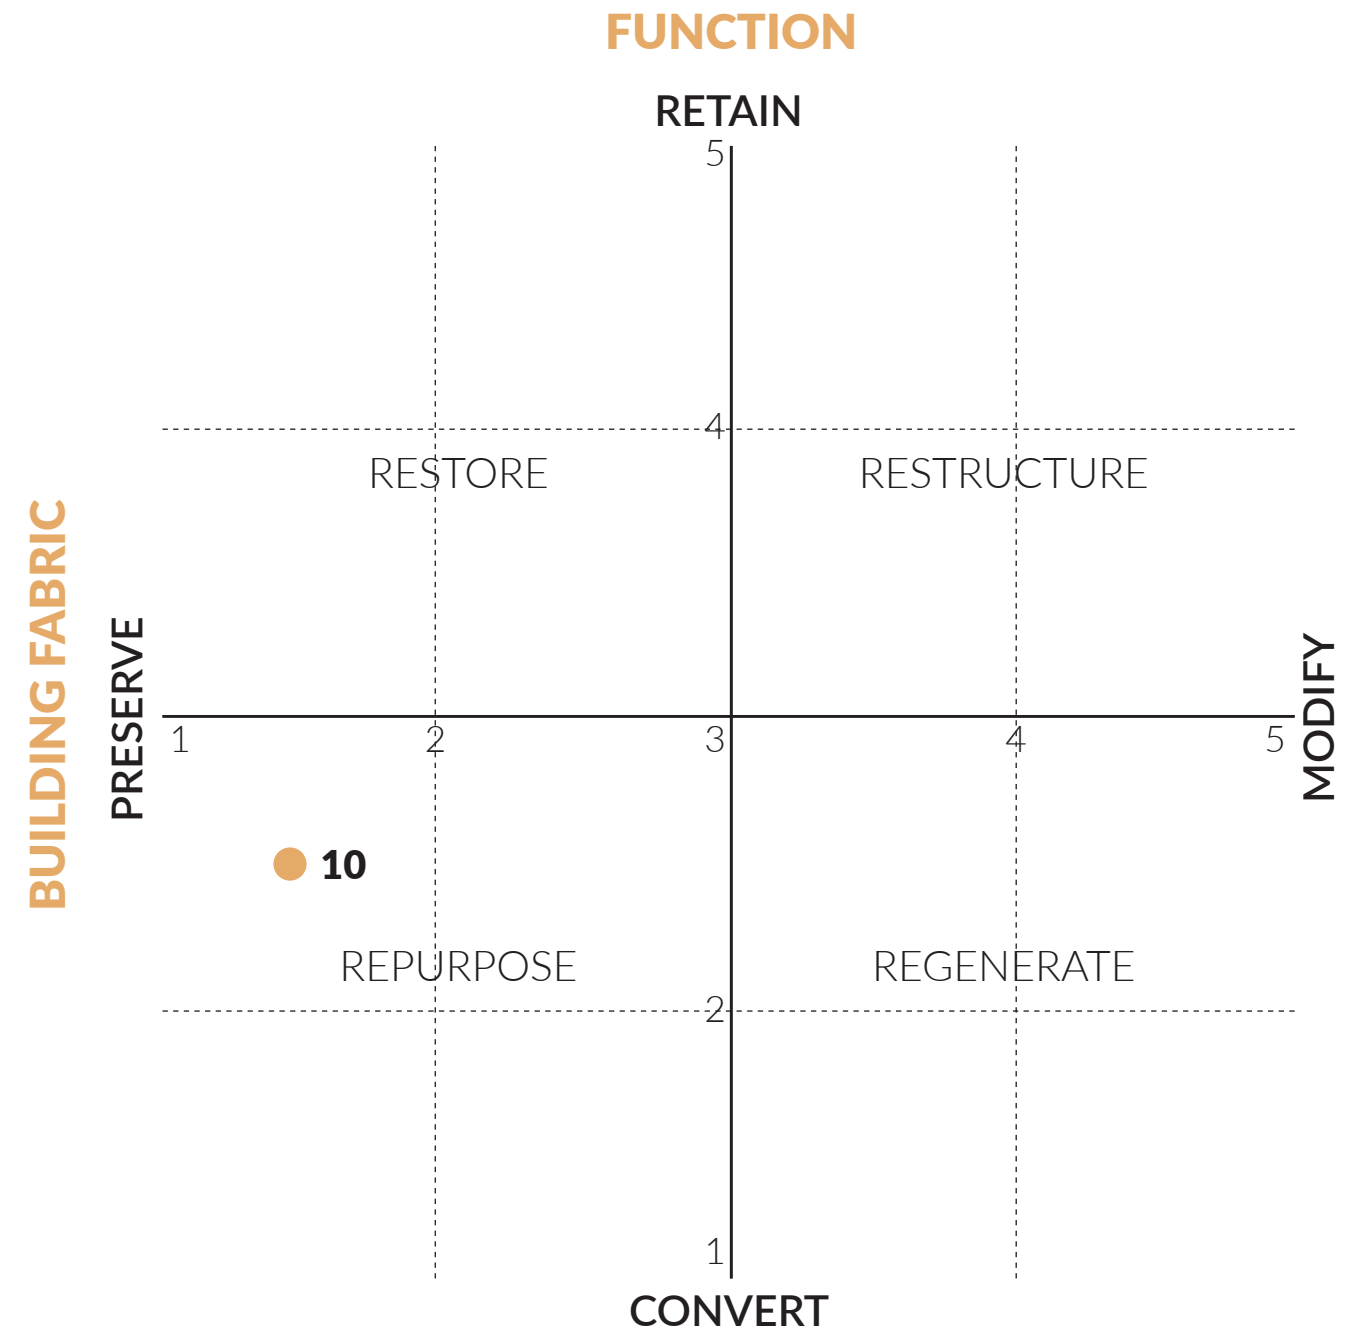 FUNCTION
RETAIN
5
4
RESTORE
RESTRUCTURE
BUILDING FABRIC
PRESERVE
MODIFY
1
2
3
4
5
10
REPURPOSE
REGENERATE
2
1
CONVERT